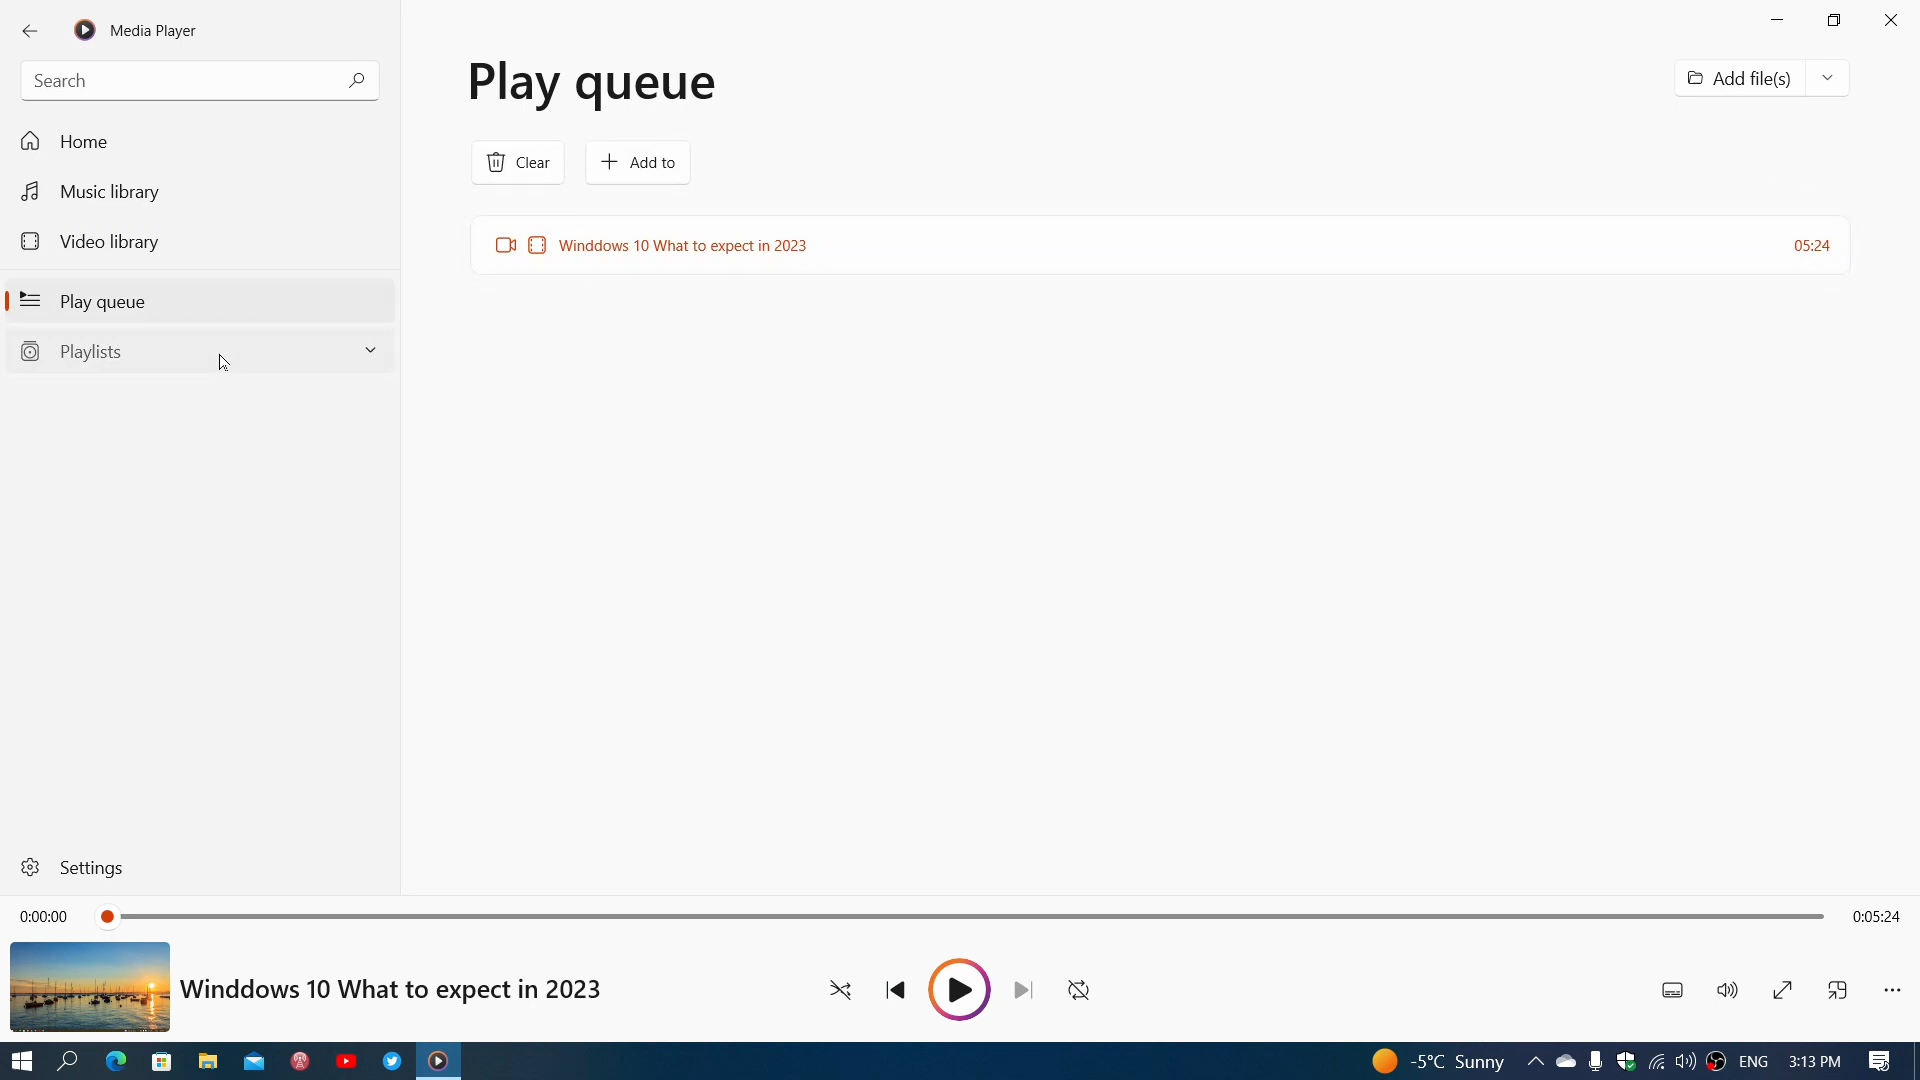 Media Player
Search
Home
Music library
Video library
Play queue
Playlists
Settings
Play queue
Add file(s)
Clear
Add to
Winddows 10 What to expect in 2023
05:24
0:00:00
0:05:24
Winddows 10 What to expect in 2023
-5°C Sunny
ENG
3:13 PM